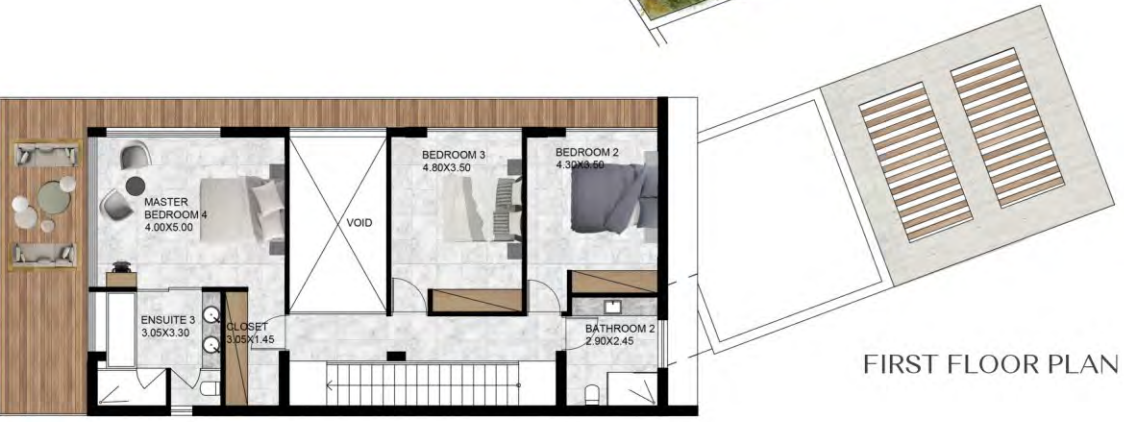 BEDROOM 3
4.80X3.50
BEDROOM 2
4.30X3.50
MASTER
BEDROOM 4
4.00X5.00
VOID
ENSUITE 3
3.05X3.30
CLOSET
3.05X1.45
BATHROOM 2
2.90X2.45
FIRST FLOOR PLAN